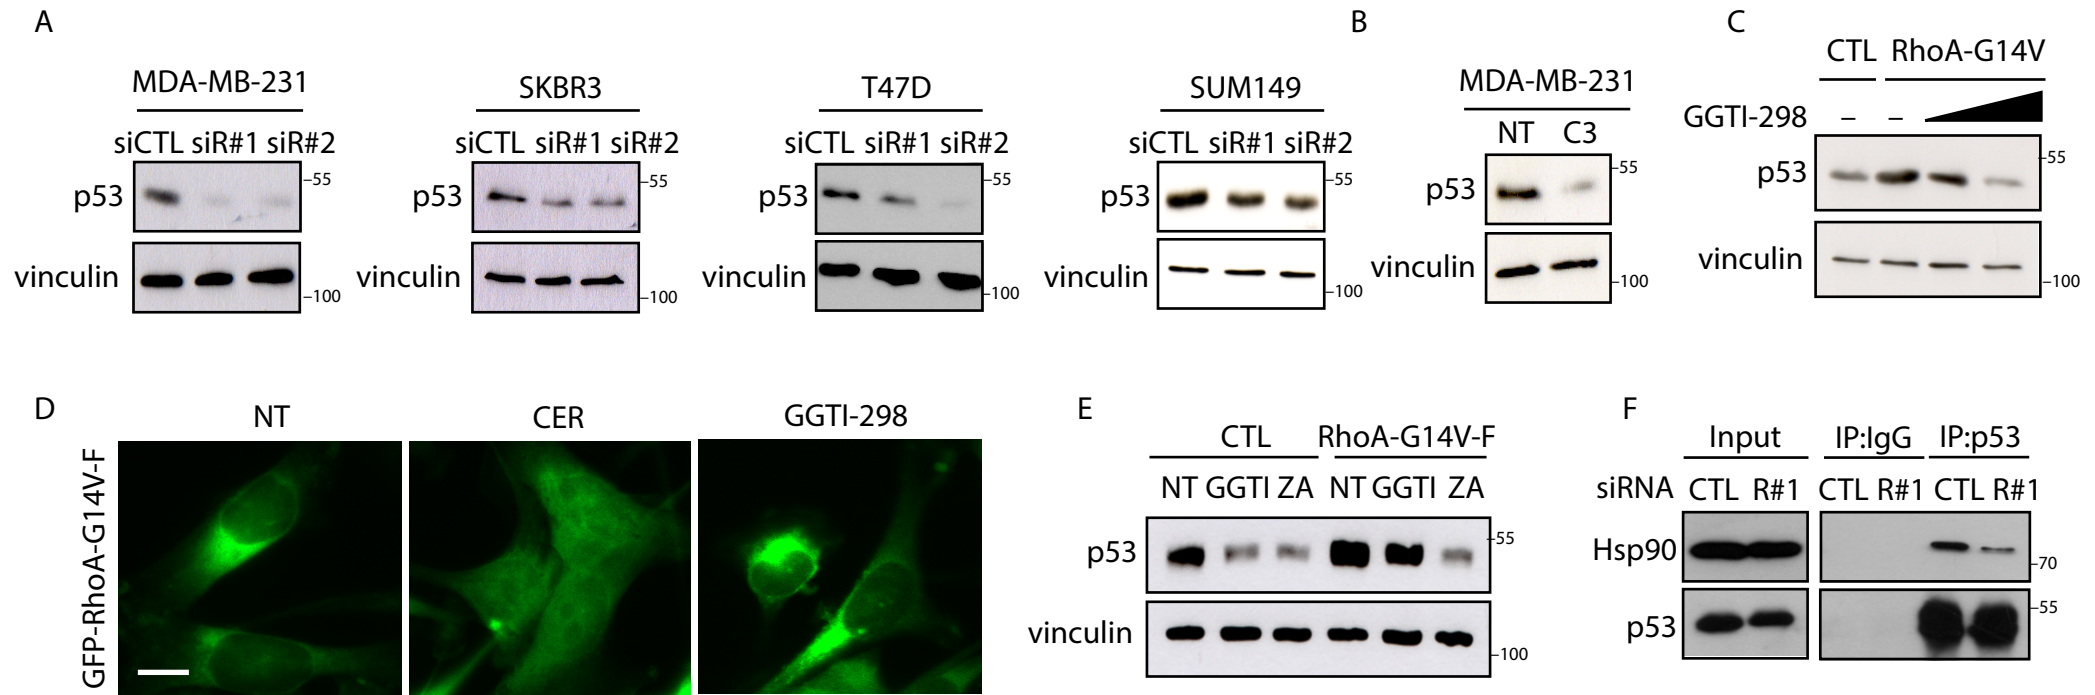 A
MDA-MB-231
siCTL siR#1 siR#2
p53
–55
vinculin
–100
SKBR3
siCTL siR#1 siR#2
p53
–55
vinculin
–100
T47D
siCTL siR#1 siR#2
p53
–55
vinculin
–100
SUM149
siCTL siR#1 siR#2
p53
–55
vinculin
–100
B
MDA-MB-231
NT C3
p53
–55
vinculin
–100
C
CTL RhoA-G14V
GGTI-298 – –
p53
–55
vinculin
–100
D
NT CER GGTI-298
GFP-RhoA-G14V-F
E
CTL RhoA-G14V-F
NT GGTI ZA NT GGTI ZA
p53
–55
vinculin
–100
F
Input IP:IgG IP:p53
siRNA CTL R#1 CTL R#1 CTL R#1
Hsp90
–70
p53
–55